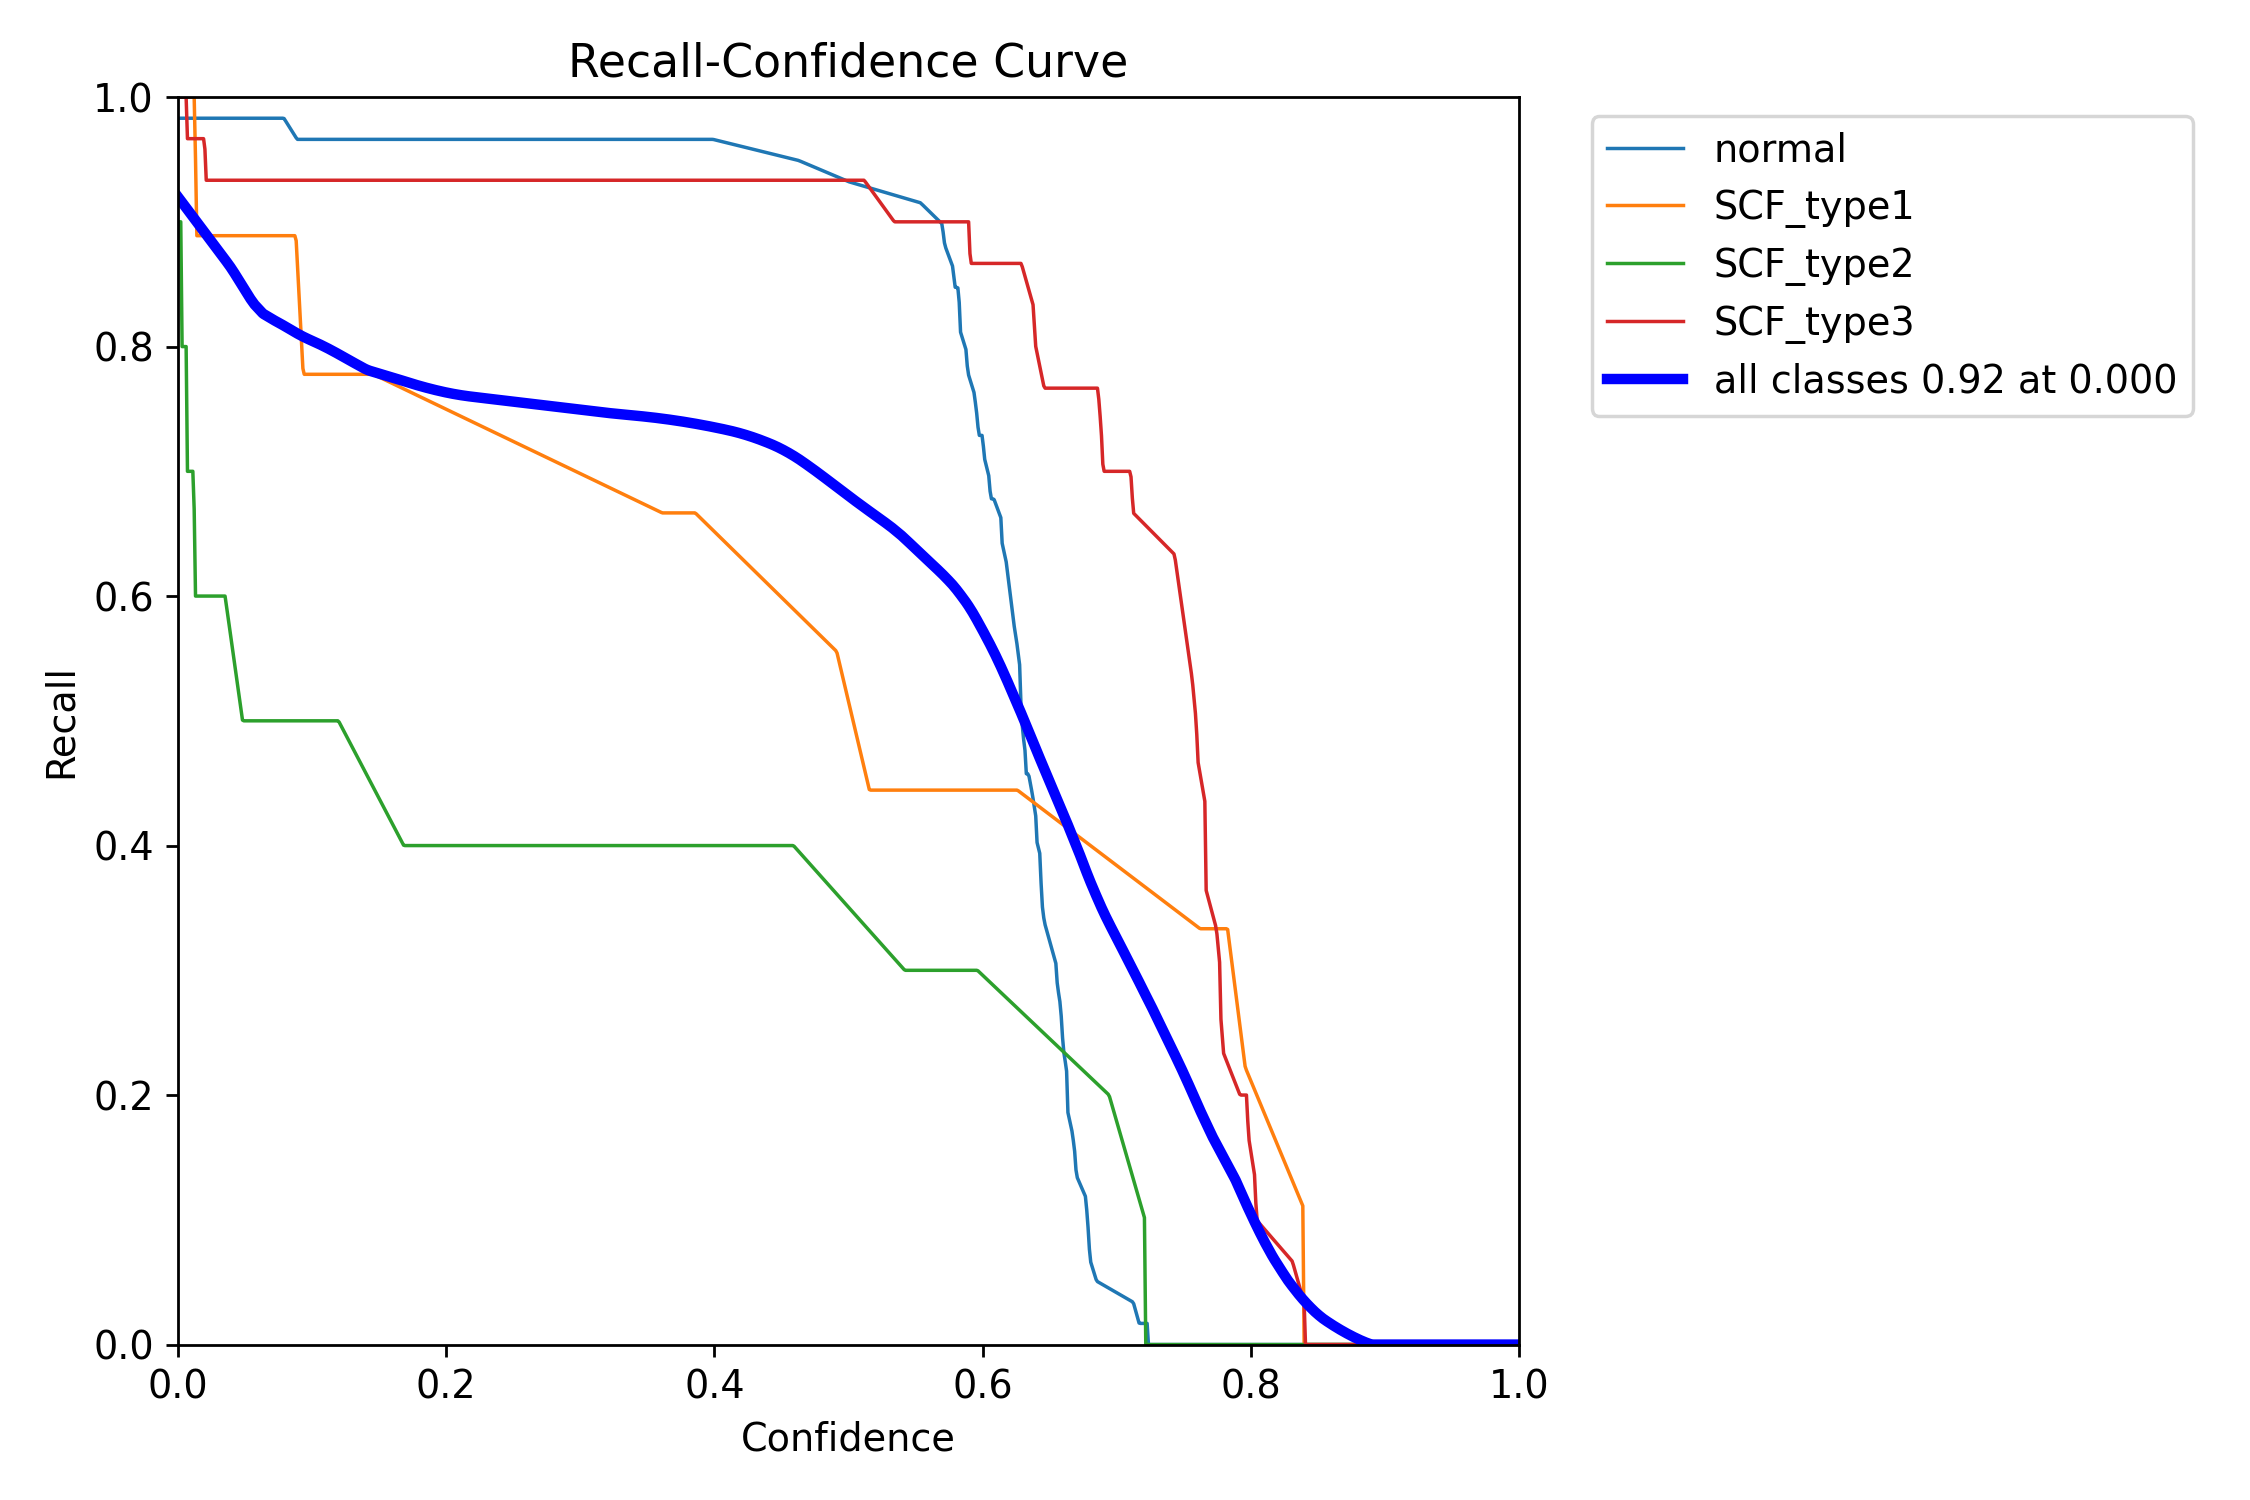 Recall-Confidence Curve
1.0
0.8
0.6
0.4
0.2
0.0
Recall
0.0 0.2 0.4 0.6 0.8 1.0
Confidence
normal
SCF_type1
SCF_type2
SCF_type3
all classes 0.92 at 0.000